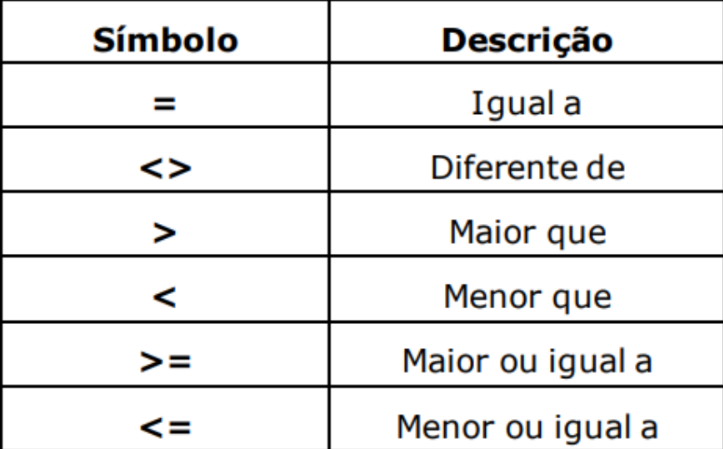 Símbolo Descrição
= Igual a
<> Diferente de
> Maior que
< Menor que
>= Maior ou igual a
<= Menor ou igual a